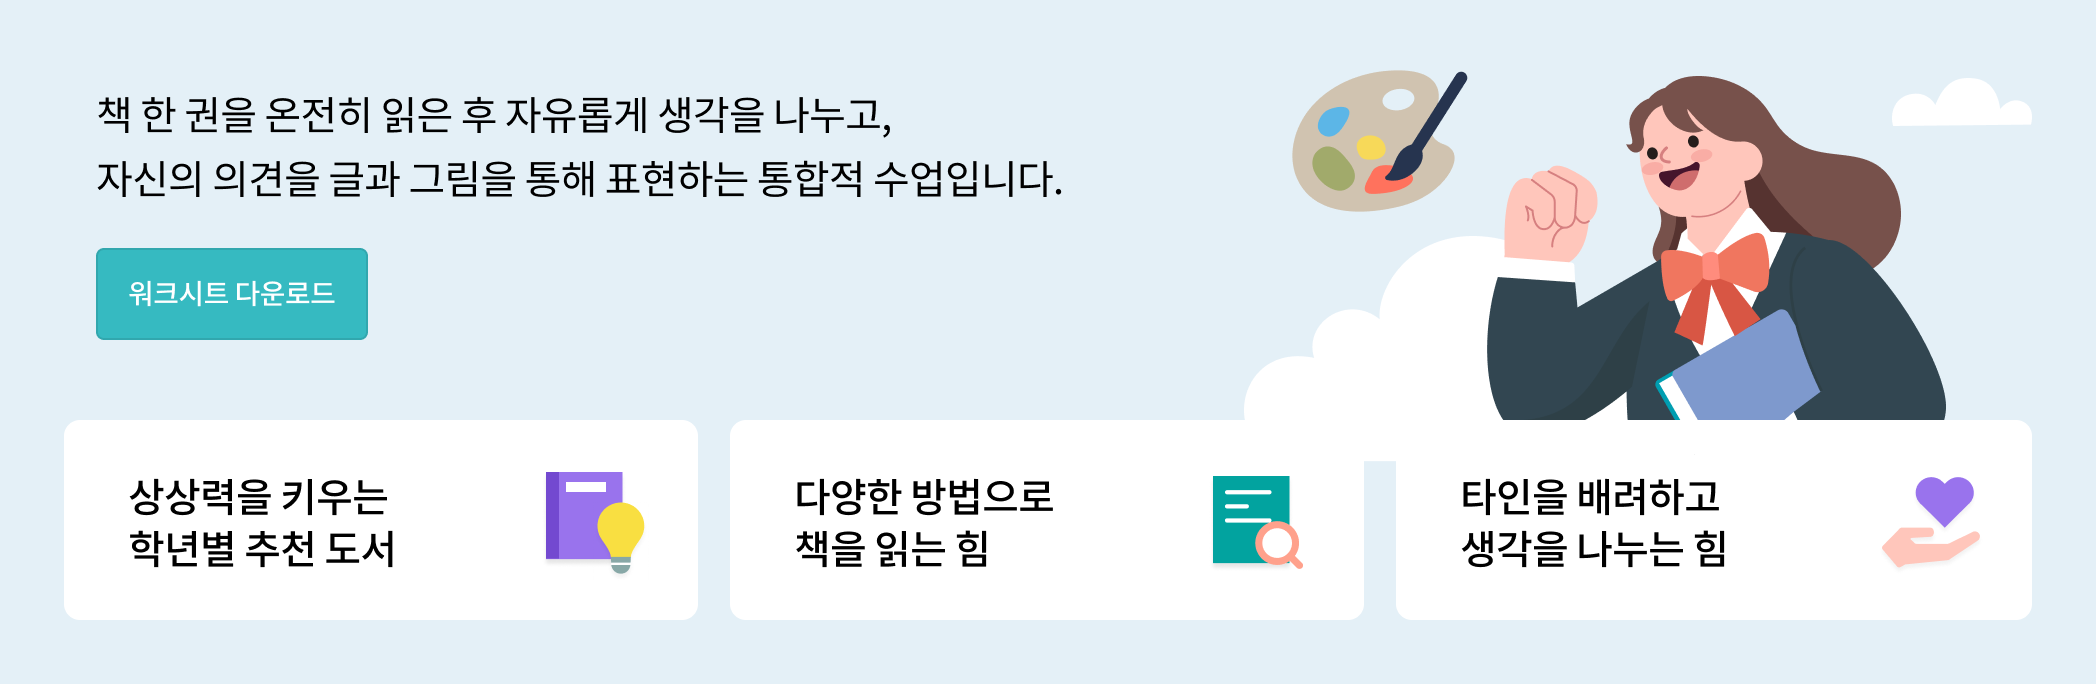 책 한 권을 온전히 읽은 후 자유롭게 생각을 나누고,
자신의 의견을 글과 그림을 통해 표현하는 통합적 수업입니다.
워크시트 다운로드
상상력을 키우는
학년별 추천 도서
다양한 방법으로
책을 읽는 힘
타인을 배려하고
생각을 나누는 힘